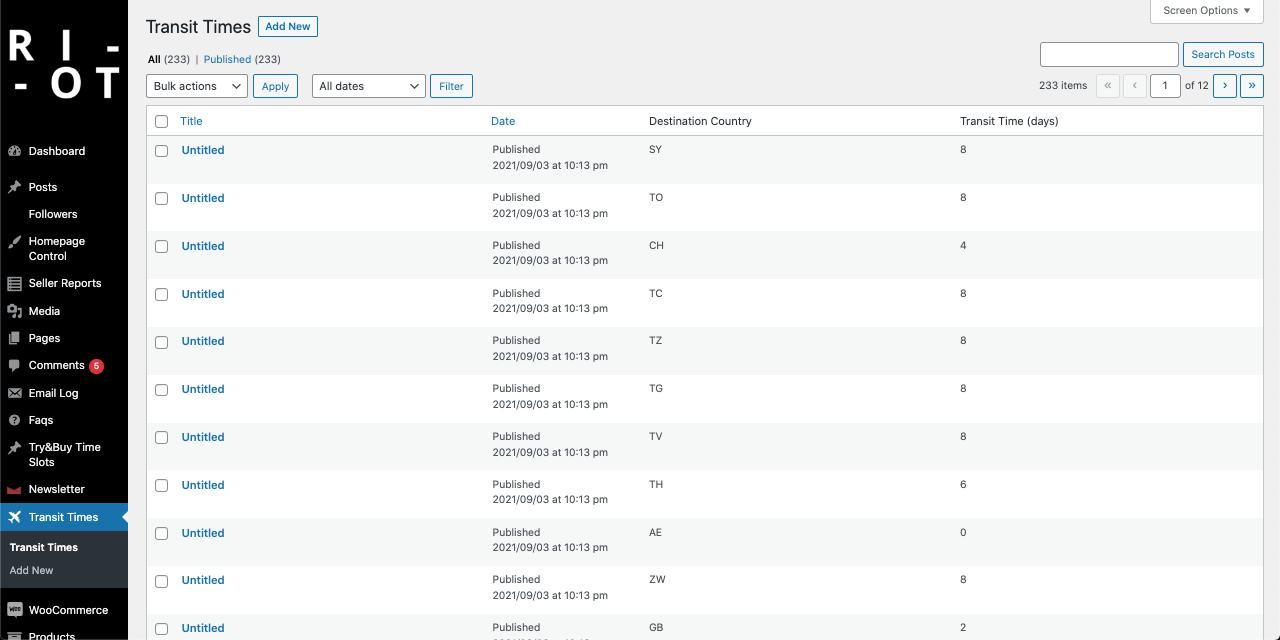 R I -
- O T
Dashboard
Posts
Followers
Homepage
Control
Seller Reports
Media
Pages
Comments 5
Email Log
Faqs
Try&Buy Time
Slots
Newsletter
Transit Times
Transit Times
Add New
WooCommerce
Products
Screen Options
Transit Times Add New
All (233) | Published (233)
Search Posts
Bulk actions Apply All dates Filter 233 items « ‹ 1 of 12 › »
Title Date Destination Country Transit Time (days)
Untitled Published SY 8
2021/09/03 at 10:13 pm
Untitled Published TO 8
2021/09/03 at 10:13 pm
Untitled Published CH 4
2021/09/03 at 10:13 pm
Untitled Published TC 8
2021/09/03 at 10:13 pm
Untitled Published TZ 8
2021/09/03 at 10:13 pm
Untitled Published TG 8
2021/09/03 at 10:13 pm
Untitled Published TV 8
2021/09/03 at 10:13 pm
Untitled Published TH 6
2021/09/03 at 10:13 pm
Untitled Published AE 0
2021/09/03 at 10:13 pm
Untitled Published ZW 8
2021/09/03 at 10:13 pm
Untitled Published GB 2